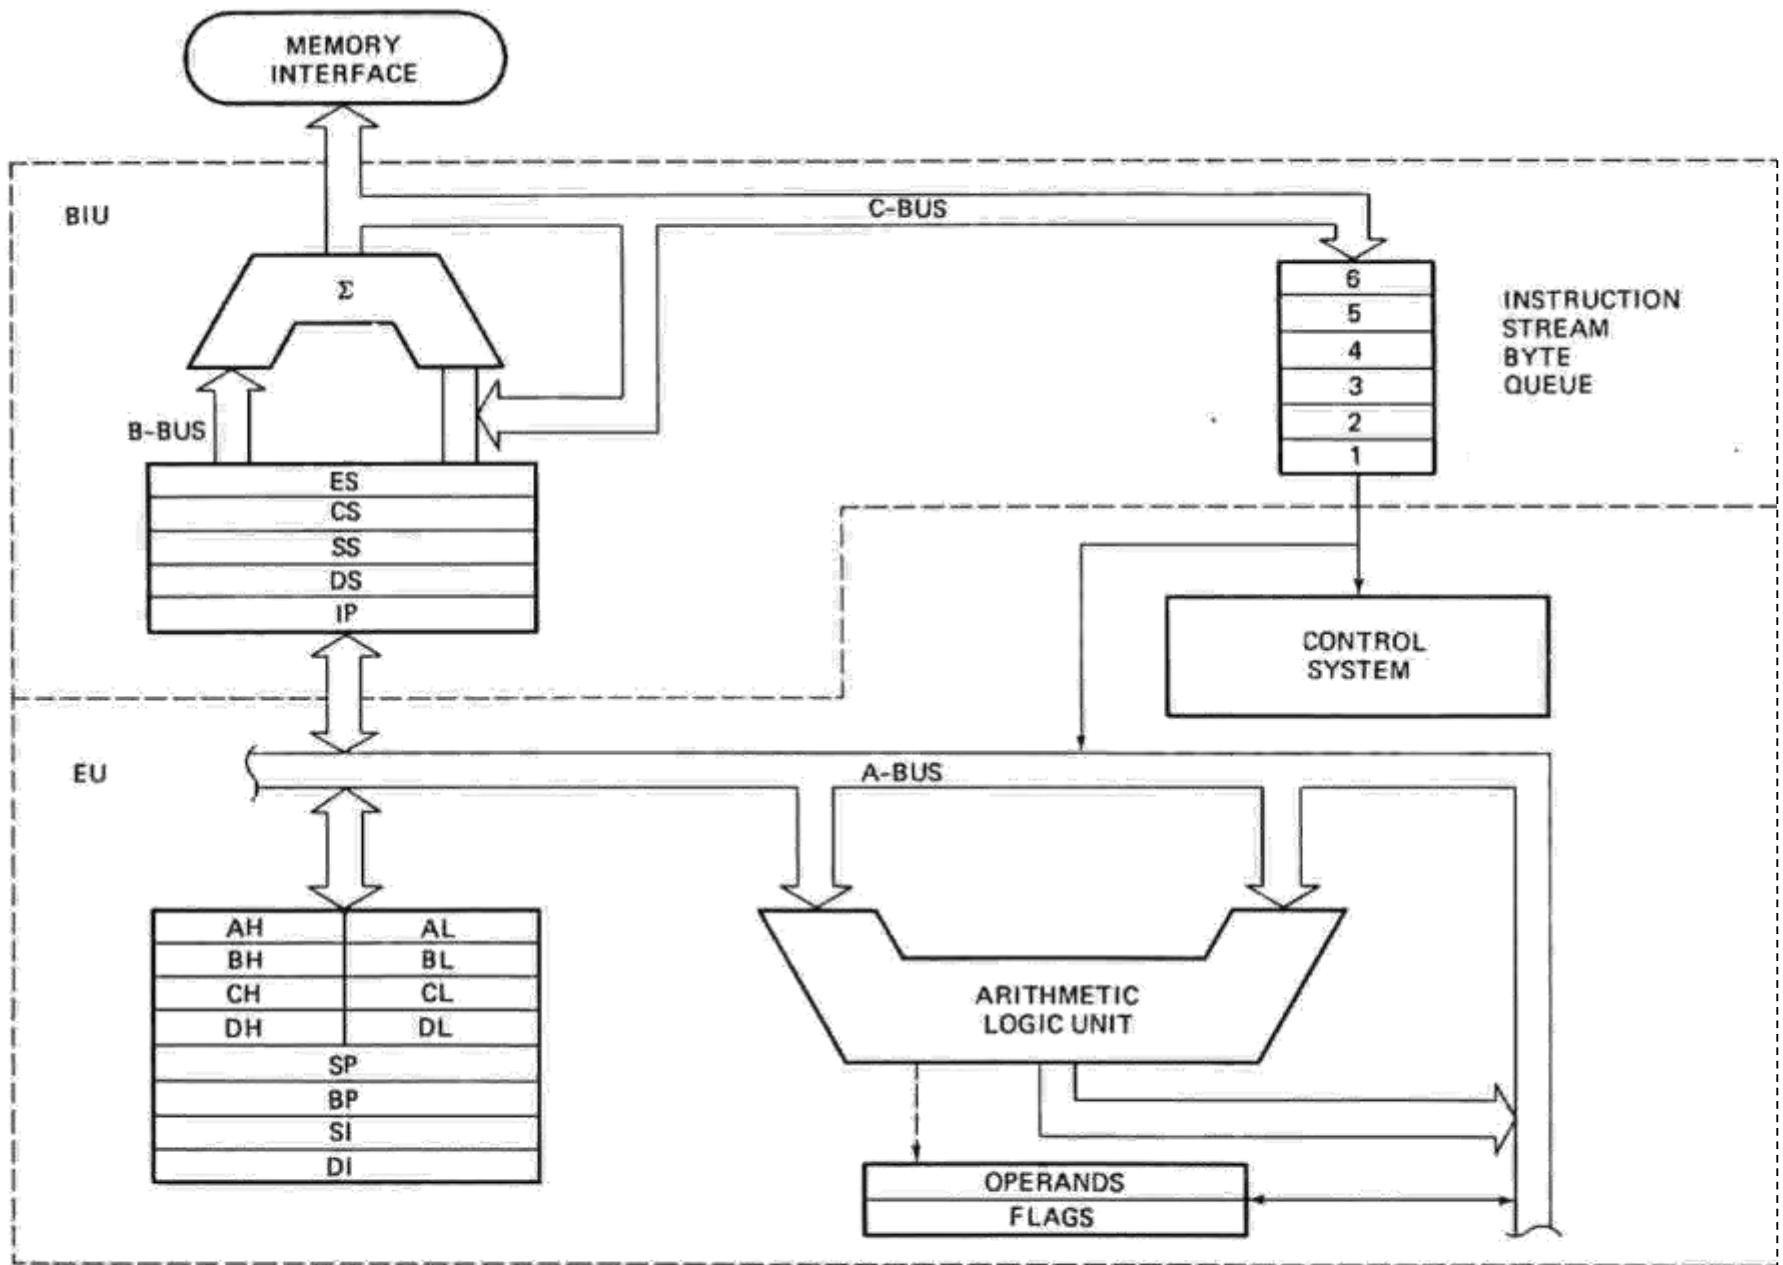 MEMORY
INTERFACE
BIU
C-BUS
Σ
6
5
4
3
2
1
INSTRUCTION
STREAM
BYTE
QUEUE
B-BUS
ES
CS
SS
DS
IP
CONTROL
SYSTEM
EU
A-BUS
AH AL
BH BL
CH CL
DH DL
SP
BP
SI
DI
ARITHMETIC
LOGIC UNIT
OPERANDS
FLAGS